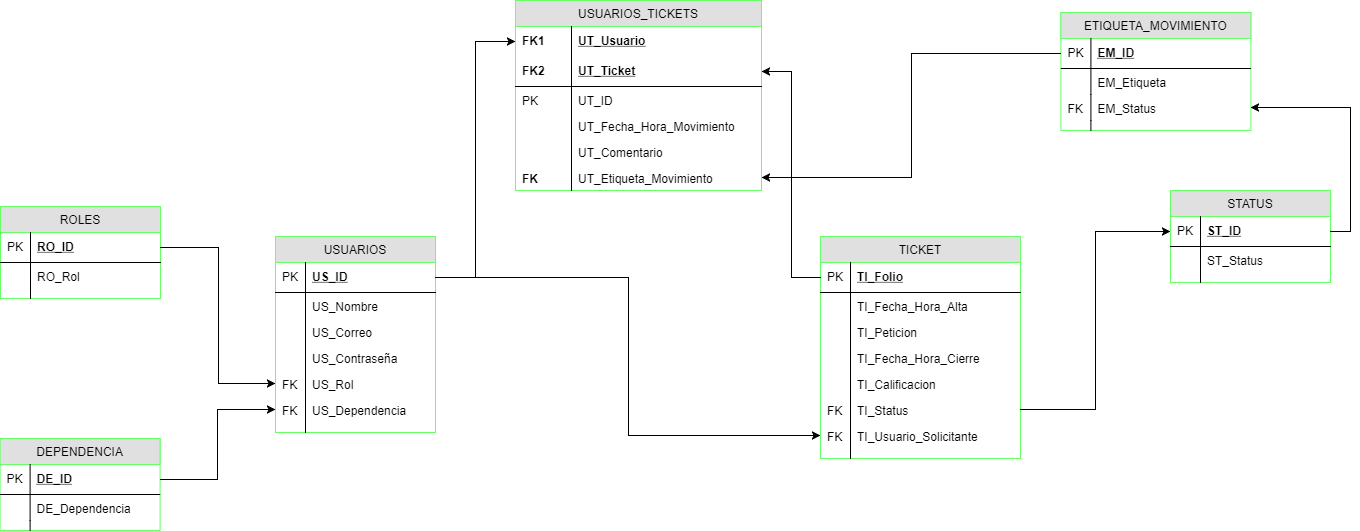 USUARIOS_TICKETS
FK1 UT_Usuario
FK2 UT_Ticket
PK UT_ID
UT_Fecha_Hora_Movimiento
UT_Comentario
FK UT_Etiqueta_Movimiento
ETIQUETA_MOVIMIENTO
PK EM_ID
EM_Etiqueta
FK EM_Status
ROLES
PK RO_ID
RO_Rol
USUARIOS
PK US_ID
US_Nombre
US_Correo
US_Contraseña
FK US_Rol
FK US_Dependencia
TICKET
PK TI_Folio
TI_Fecha_Hora_Alta
TI_Peticion
TI_Fecha_Hora_Cierre
TI_Calificacion
FK TI_Status
FK TI_Usuario_Solicitante
STATUS
PK ST_ID
ST_Status
DEPENDENCIA
PK DE_ID
DE_Dependencia